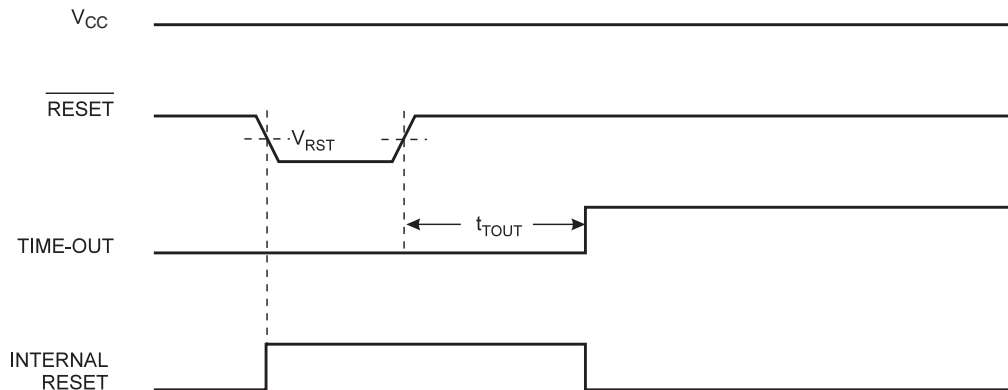 VCC
RESET
VRST
tTOUT
TIME-OUT
INTERNAL
RESET